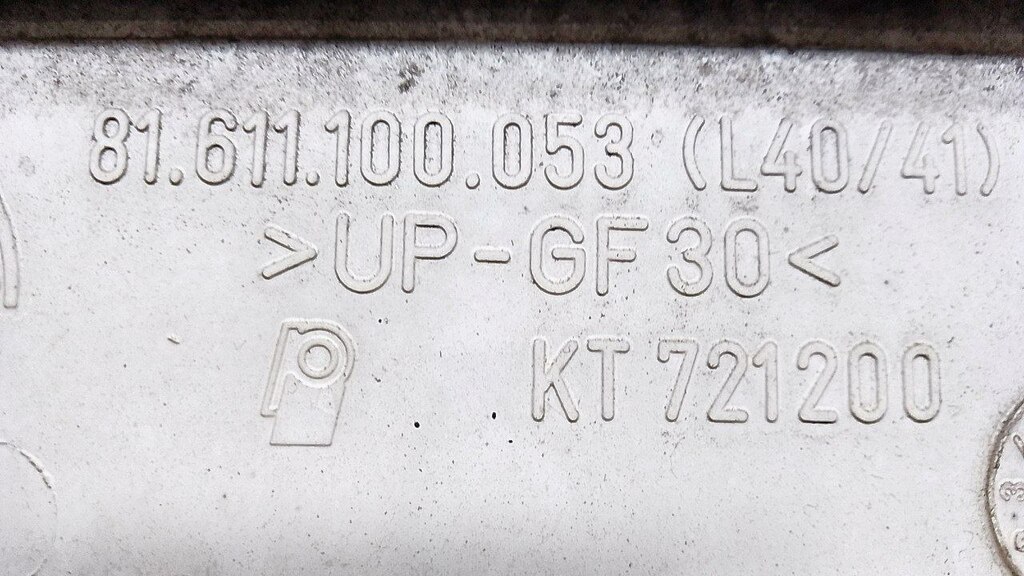 81.611.100.053 (L40/41)
>UP-GF30<
KT 721200